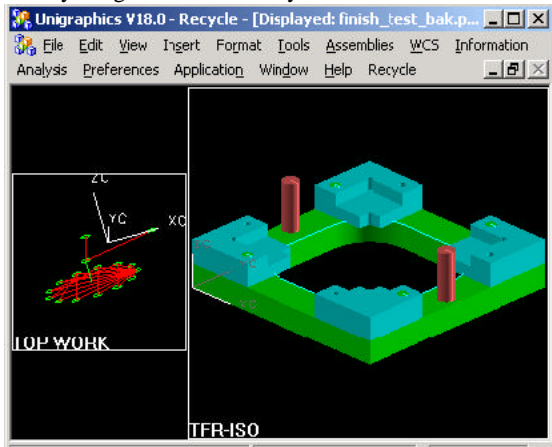 Unigraphics V18.0 - Recycle - [Displayed: finish_test_bak.p...
File Edit View Insert Format Tools Assemblies WCS Information
Analysis Preferences Application Window Help Recycle
ZC
YC
XC
TOP WORK
XC
TFR-ISO